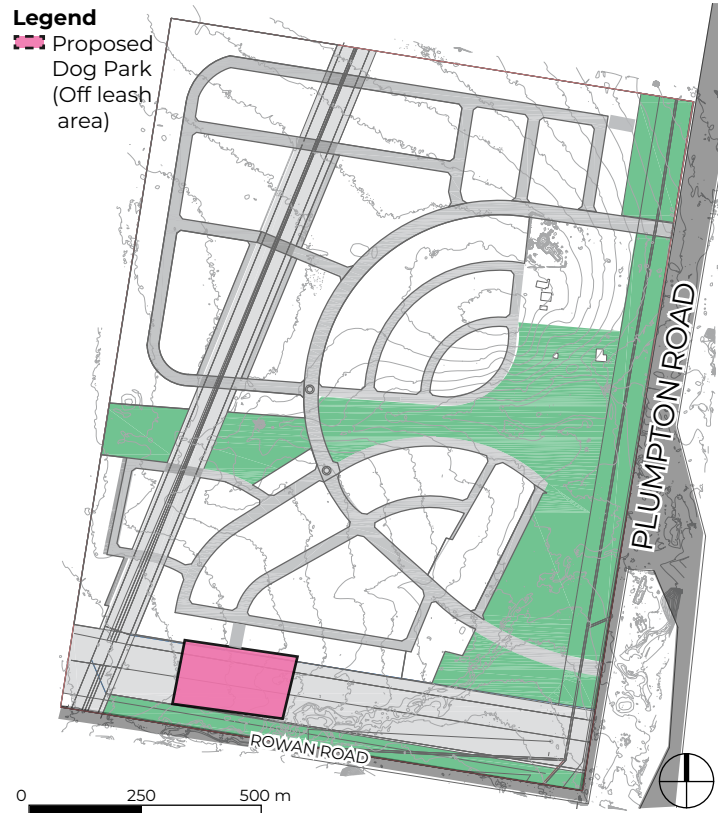 Legend
Proposed
Dog Park
(Off leash
area)
PLUMPTON ROAD
ROWAN ROAD
0 250 500 m